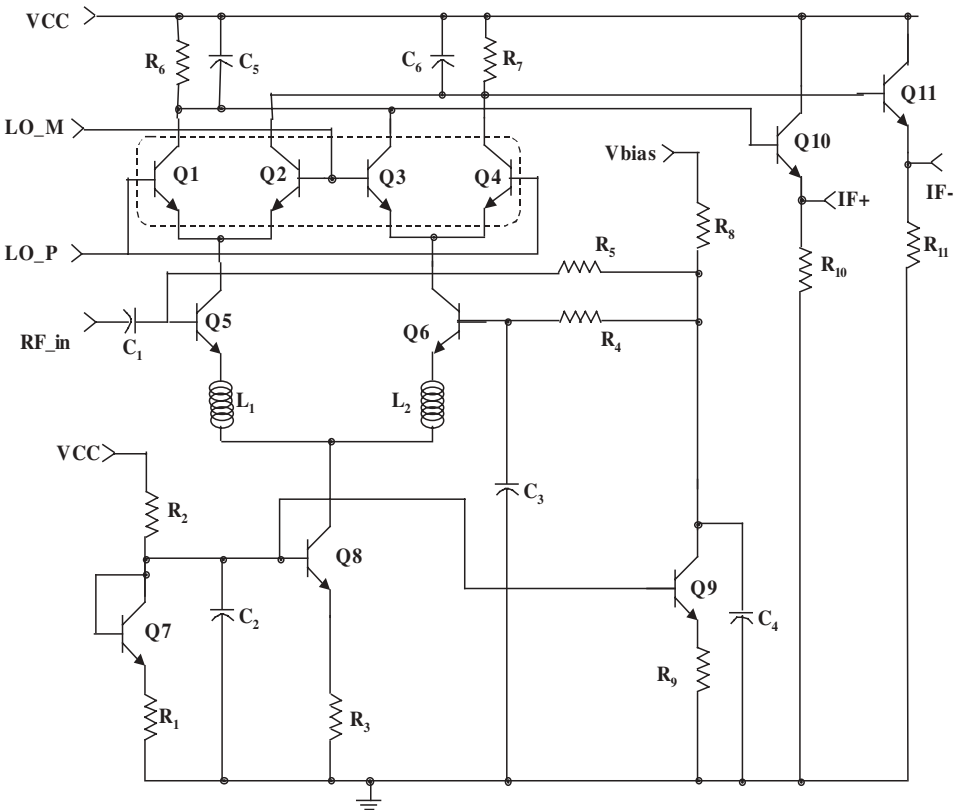 VCC
R6
C5
C6
R7
Q11
LO_M
Q10
Vbias
Q1
Q2
Q3
Q4
IF+
IF-
R8
LO_P
R5
R10
R11
Q5
Q6
RF_in
C1
R4
L1
L2
VCC
R2
C3
Q8
Q9
Q7
C2
C4
R9
R1
R3